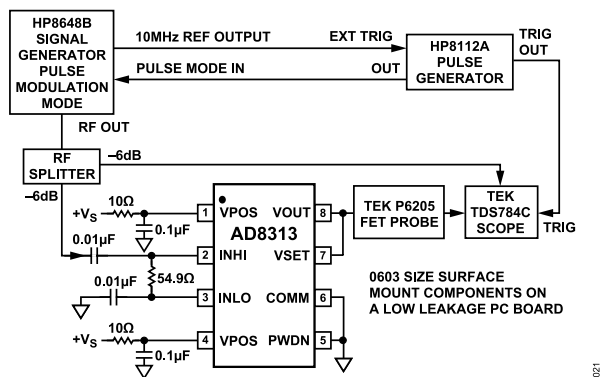 HP8648B
SIGNAL
GENERATOR
PULSE
MODULATION
MODE
10MHz REF OUTPUT
EXT TRIG
PULSE MODE IN
OUT
HP8112A
PULSE
GENERATOR
TRIG
OUT
RF OUT
RF
SPLITTER
–6dB
–6dB
+VS
10Ω
0.1µF
0.01µF
54.9Ω
0.01µF
+VS
10Ω
0.1µF
1 VPOS VOUT 8
AD8313
2 INHI VSET 7
3 INLO COMM 6
4 VPOS PWDN 5
TEK P6205
FET PROBE
TEK
TDS784C
SCOPE
TRIG
0603 SIZE SURFACE
MOUNT COMPONENTS ON
A LOW LEAKAGE PC BOARD
021